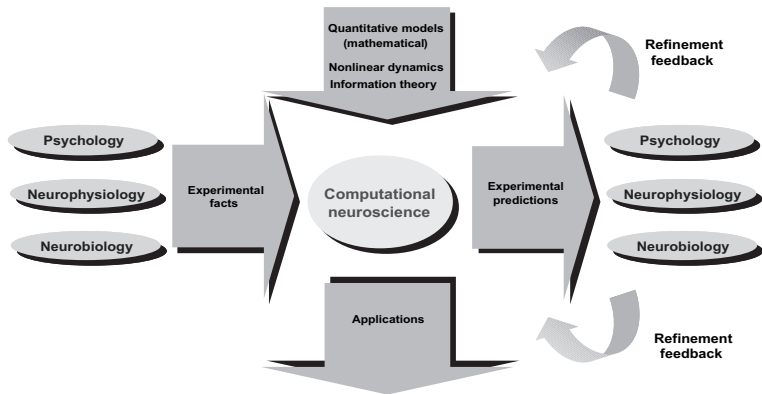 Quantitative models
(mathematical)
Nonlinear dynamics
Information theory
Refinement
feedback
Psychology
Neurophysiology
Neurobiology
Experimental
facts
Computational
neuroscience
Experimental
predictions
Psychology
Neurophysiology
Neurobiology
Applications
Refinement
feedback